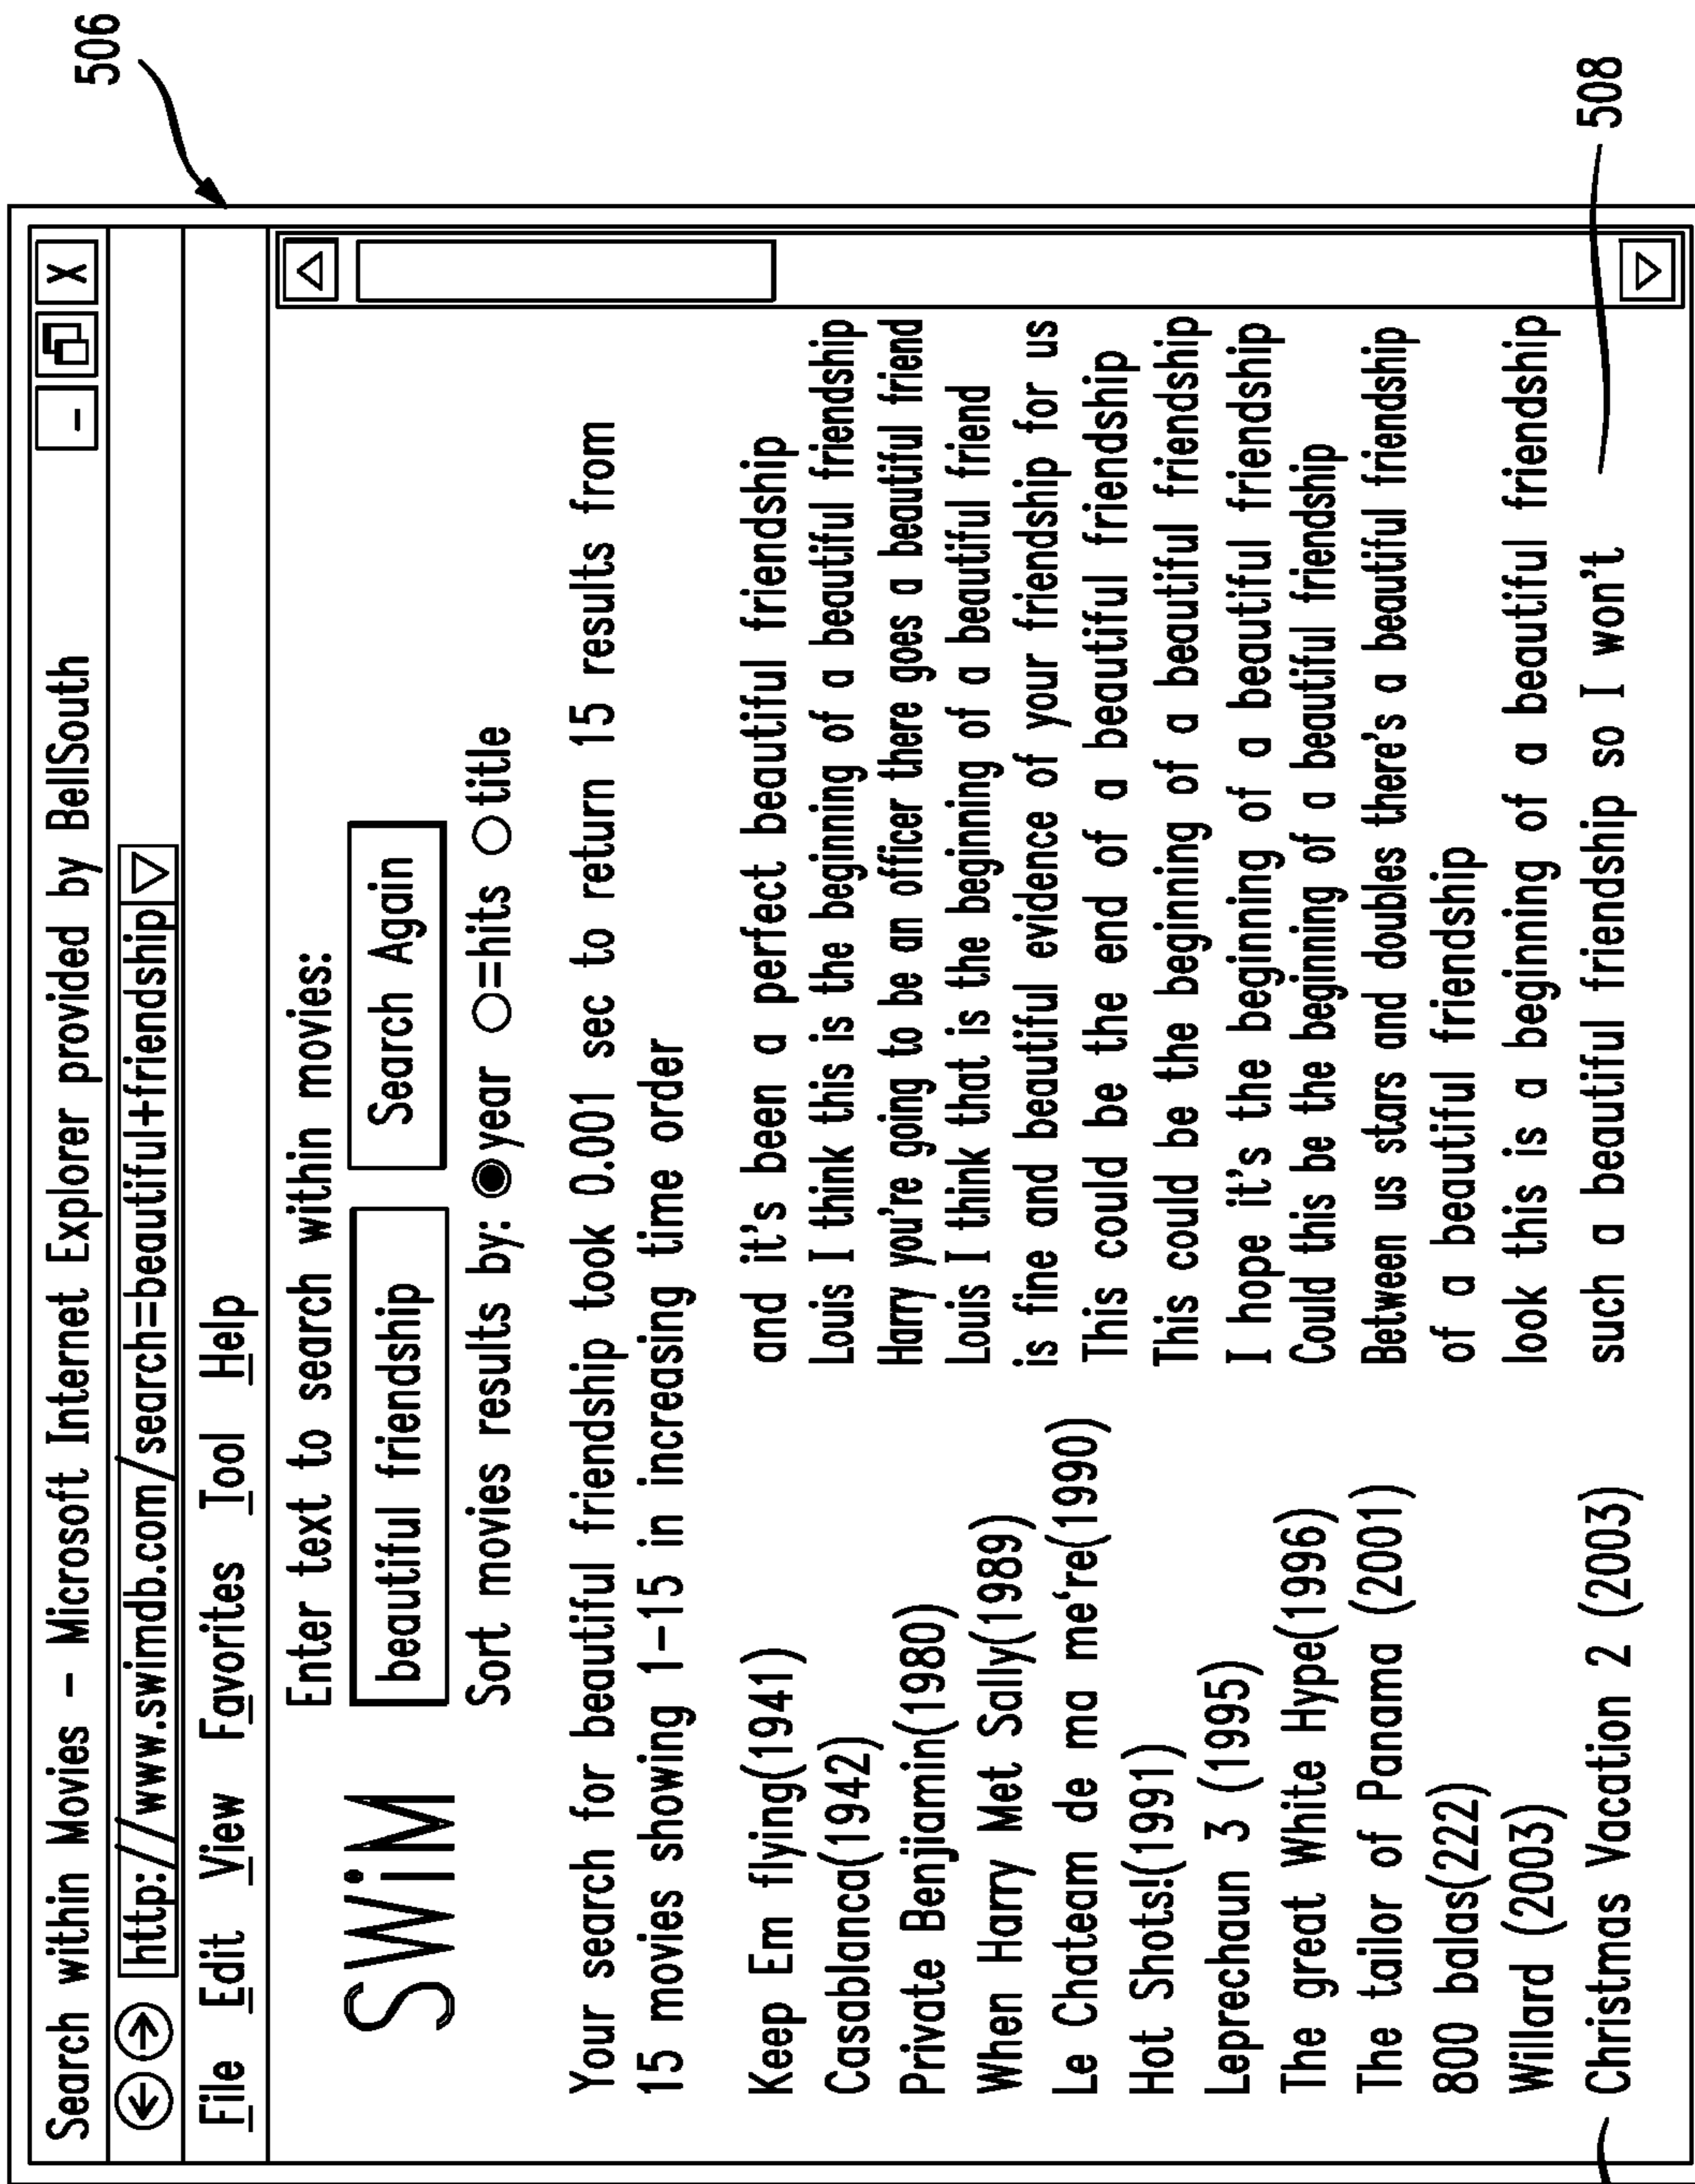 506
Search within Movies - Microsoft Internet Explorer provided by BellSouth
- X
http://www.swimdb.com/search=beautiful+friendship
File Edit View Favorites Tool Help
Enter text to search within movies:
SWiM beautiful friendship Search Again
Sort movies results by: year =hits title
Your search for beautiful friendship took 0.001 sec to return 15 results from
15 movies showing 1-15 in increasing time order
Keep Em flying(1941) and it's been a perfect beautiful friendship
Casablanca(1942) Louis I think this is the beginning of a beautiful friendship
Private Benjiamin(1980) Harry you're going to be an officer there goes a beautiful friend
When Harry Met Sally(1989) Louis I think that is the beginning of a beautiful friend
Le Chateam de ma me're(1990) is fine and beautiful evidence of your friendship for us
Hot Shots!(1991) This could be the end of a beautiful friendship
Leprechaun 3 (1995) This could be the beginning of a beautiful friendship
The great White Hype(1996) I hope it's the beginning of a beautiful friendship
Could this be the beginning of a beautiful friendship
The tailor of Panama (2001) Between us stars and doubles there's a beautiful friendship
800 balas(222) of a beautiful friendship
Willard (2003) look this is a beginning of a beautiful friendship
Christmas Vacation 2 (2003) such a beautiful friendship so I won't
508